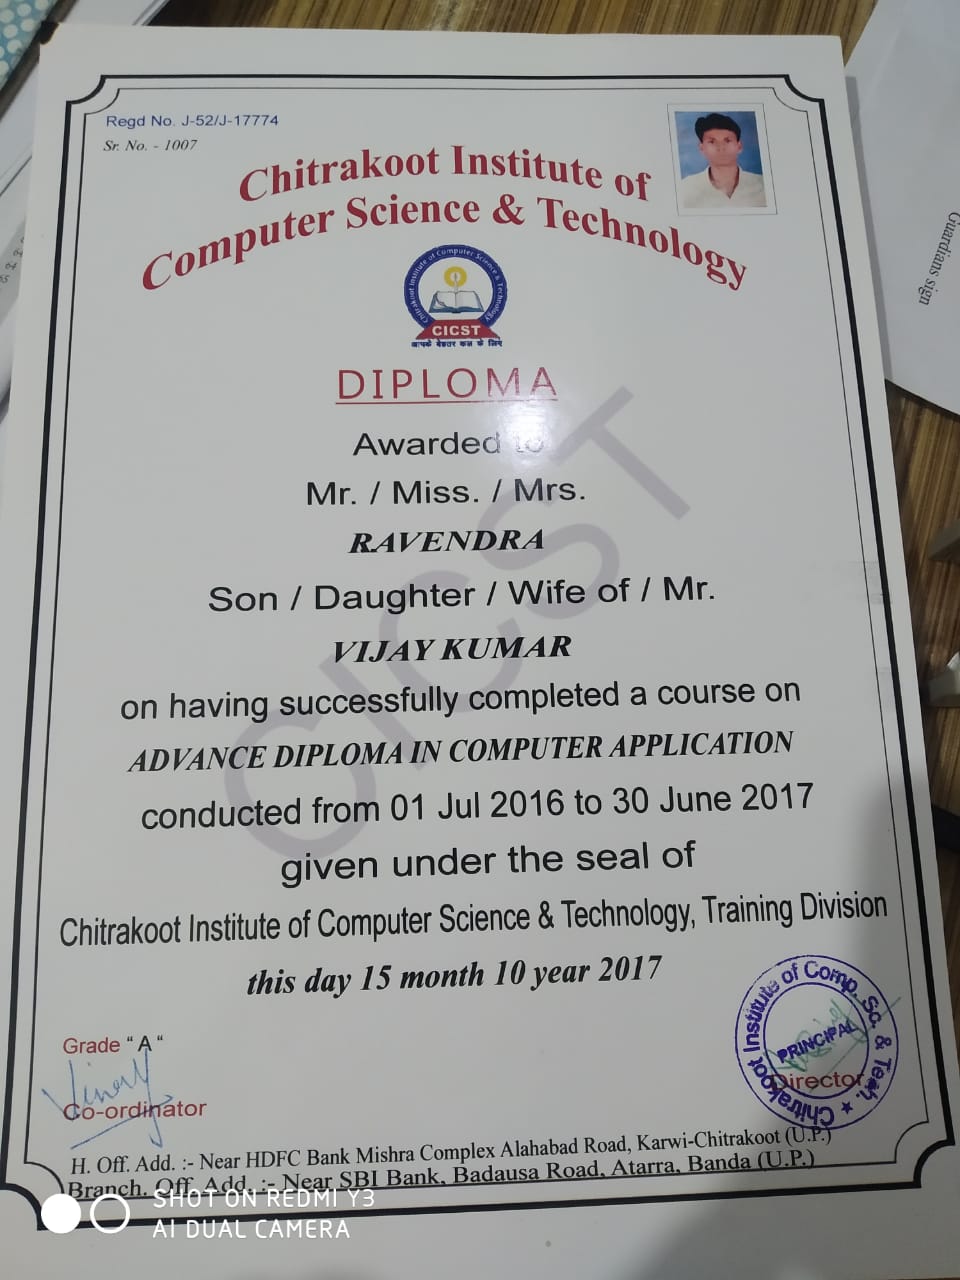 Regd No. J-52/J-17774
Sr. No. - 1007
Chitrakoot Institute of
Computer Science & Technology
Chitrakoot Institute of Computer Science & Technology
CICST
आपके बेहतर कल के लिए
DIPLOMA
Awarded to
Mr. / Miss. / Mrs.
RAVENDRA
Son / Daughter / Wife of / Mr.
VIJAY KUMAR
on having successfully completed a course on
ADVANCE DIPLOMA IN COMPUTER APPLICATION
conducted from 01 Jul 2016 to 30 June 2017
given under the seal of
Chitrakoot Institute of Computer Science & Technology, Training Division
this day 15 month 10 year 2017
CICST
Grade “ A “
Co-ordinator
Chitrakoot Institute of Comp. Sc. & Tech.
PRINCIPAL
Director
H. Off. Add. :- Near HDFC Bank Mishra Complex Alahabad Road, Karwi-Chitrakoot (U.P.)
Branch. Off. Add. :- Near SBI Bank, Badausa Road, Atarra, Banda (U.P.)
Guardians sign
SHOT ON REDMI Y3
AI DUAL CAMERA